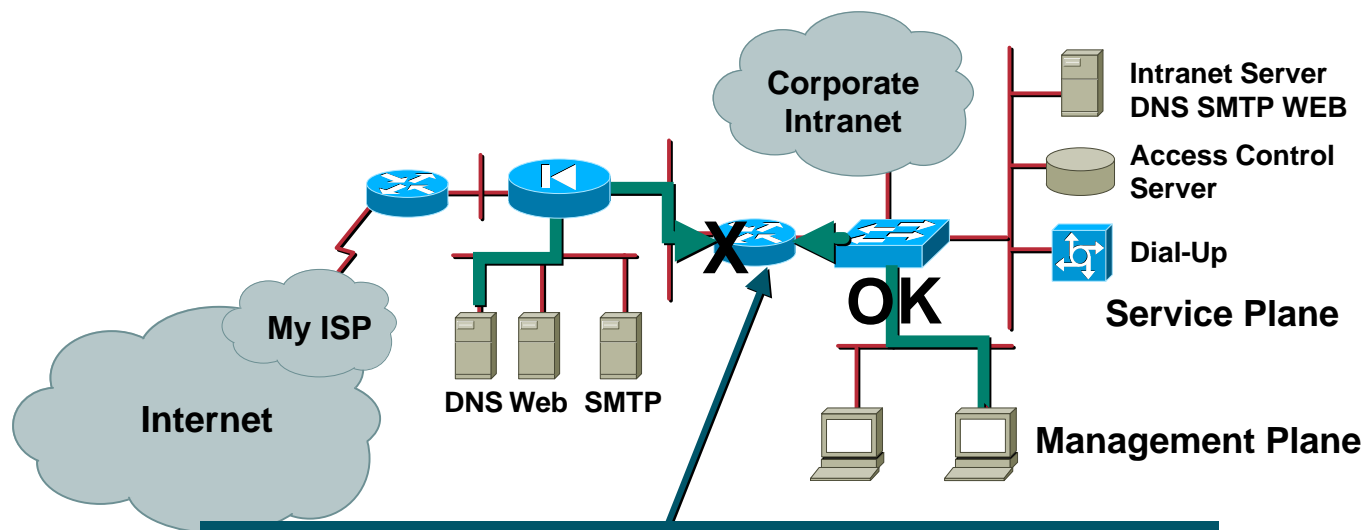 Corporate
Intranet
Intranet Server
DNS SMTP WEB
Access Control
Server
Dial-Up
Service Plane
X
OK
My ISP
Internet
DNS Web SMTP
Management Plane